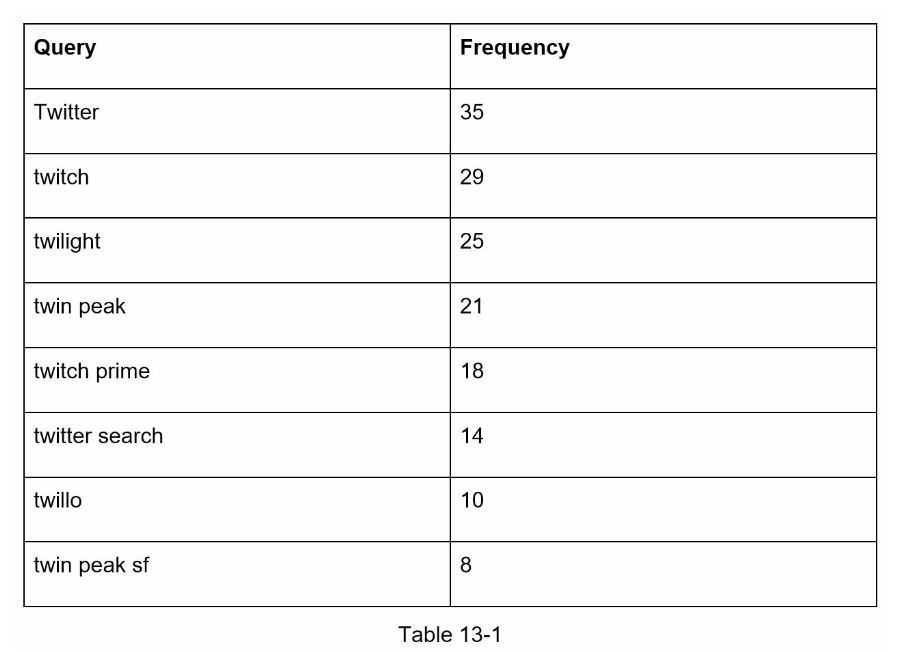 Query Frequency
Twitter 35
twitch 29
twilight 25
twin peak 21
twitch prime 18
twitter search 14
twillo 10
twin peak sf 8
Table 13-1